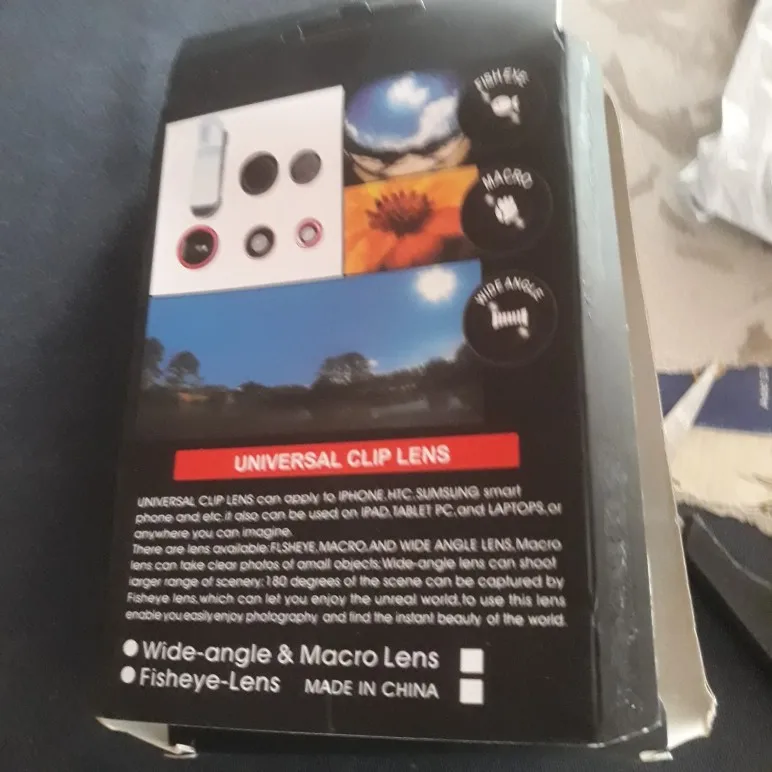 FISH EYE
MACRO
WIDE ANGLE
UNIVERSAL CLIP LENS
UNIVERSAL CLIP LENS can apply to IPHONE.HTC.SUMSUNG smart
phone and etc.it also can be used on IPAD.TABLET PC.and LAPTOPS.or
anywhere you can imagine.
There are lens available:FLSHEYE.MACRO.AND WIDE ANGLE LENS.Macro
lens can take clear photos of amall objects;Wide-angle lens can shoot
larger range of scenery;180 degrees of the scene can be captured by
Fisheye lens.which can let you enjoy the unreal world.to use this lens
enable you easily enjoy photography and find the instant beauty of the world.
Wide-angle & Macro Lens
Fisheye-Lens MADE IN CHINA